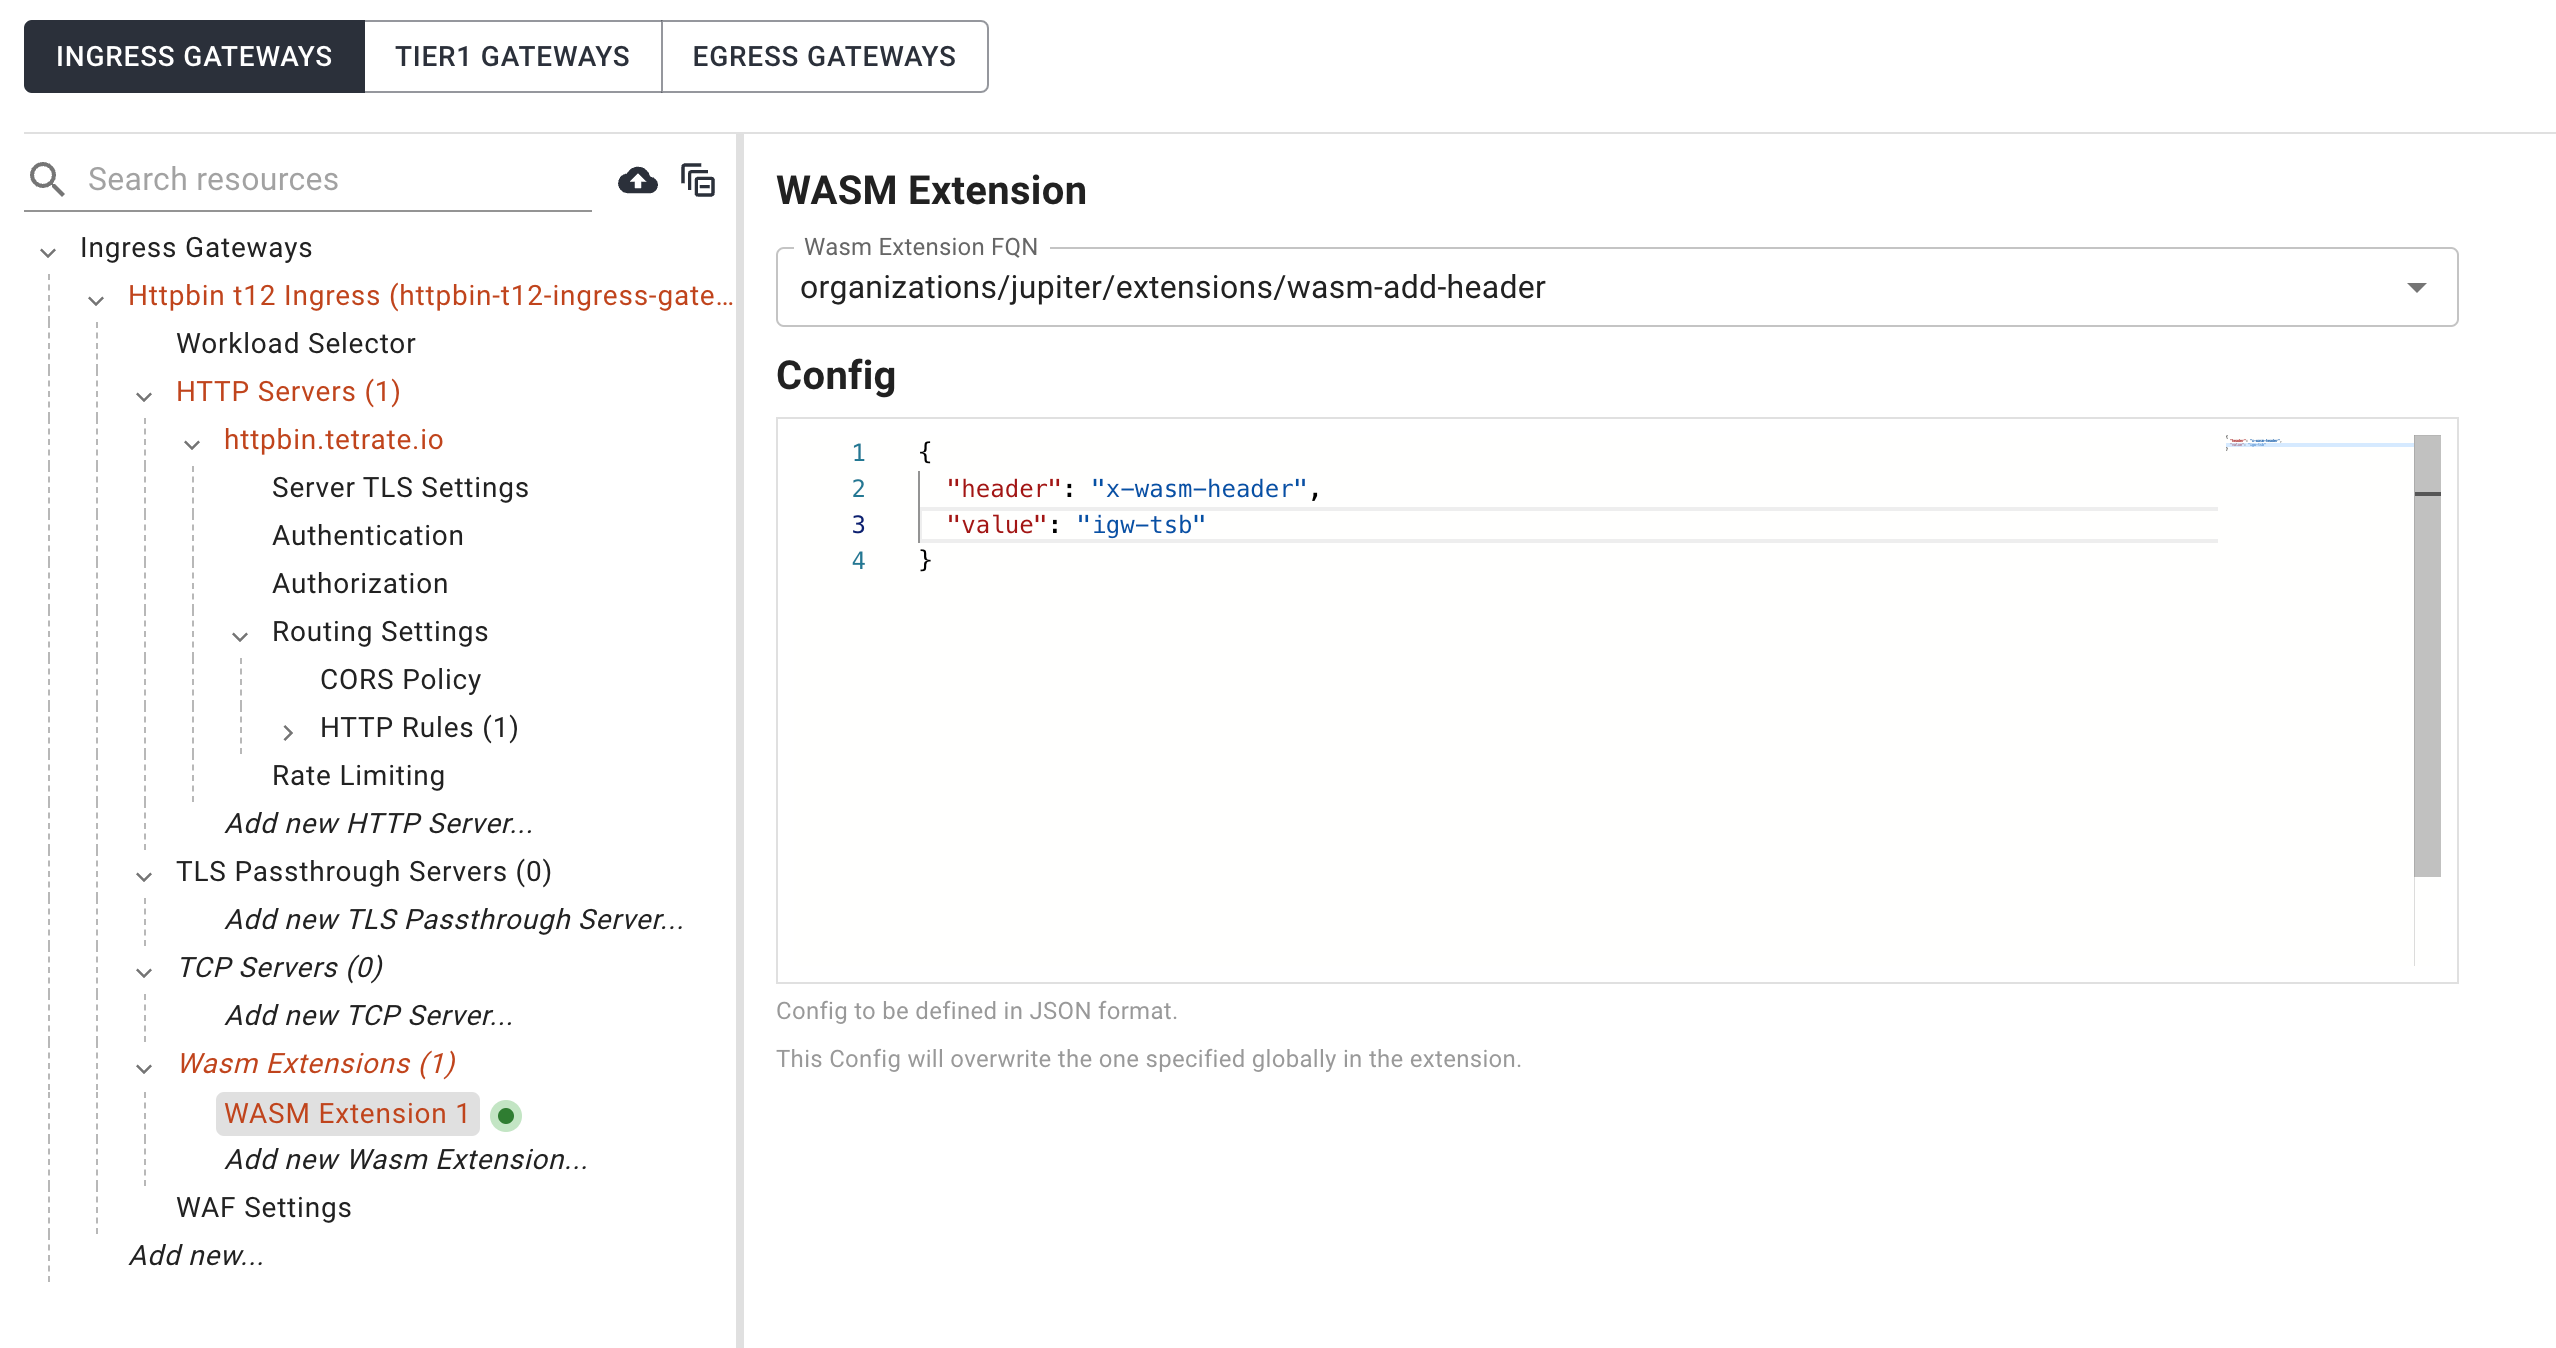 INGRESS GATEWAYS
TIER1 GATEWAYS
EGRESS GATEWAYS
Search resources
Ingress Gateways
Httpbin t12 Ingress (httpbin-t12-ingress-gate...
Workload Selector
HTTP Servers (1)
httpbin.tetrate.io
Server TLS Settings
Authentication
Authorization
Routing Settings
CORS Policy
HTTP Rules (1)
Rate Limiting
Add new HTTP Server...
TLS Passthrough Servers (0)
Add new TLS Passthrough Server...
TCP Servers (0)
Add new TCP Server...
Wasm Extensions (1)
WASM Extension 1
Add new Wasm Extension...
WAF Settings
Add new...
WASM Extension
Wasm Extension FQN
organizations/jupiter/extensions/wasm-add-header
Config
1 {
2 "header": "x-wasm-header",
3 "value": "igw-tsb"
4 }
Config to be defined in JSON format.
This Config will overwrite the one specified globally in the extension.